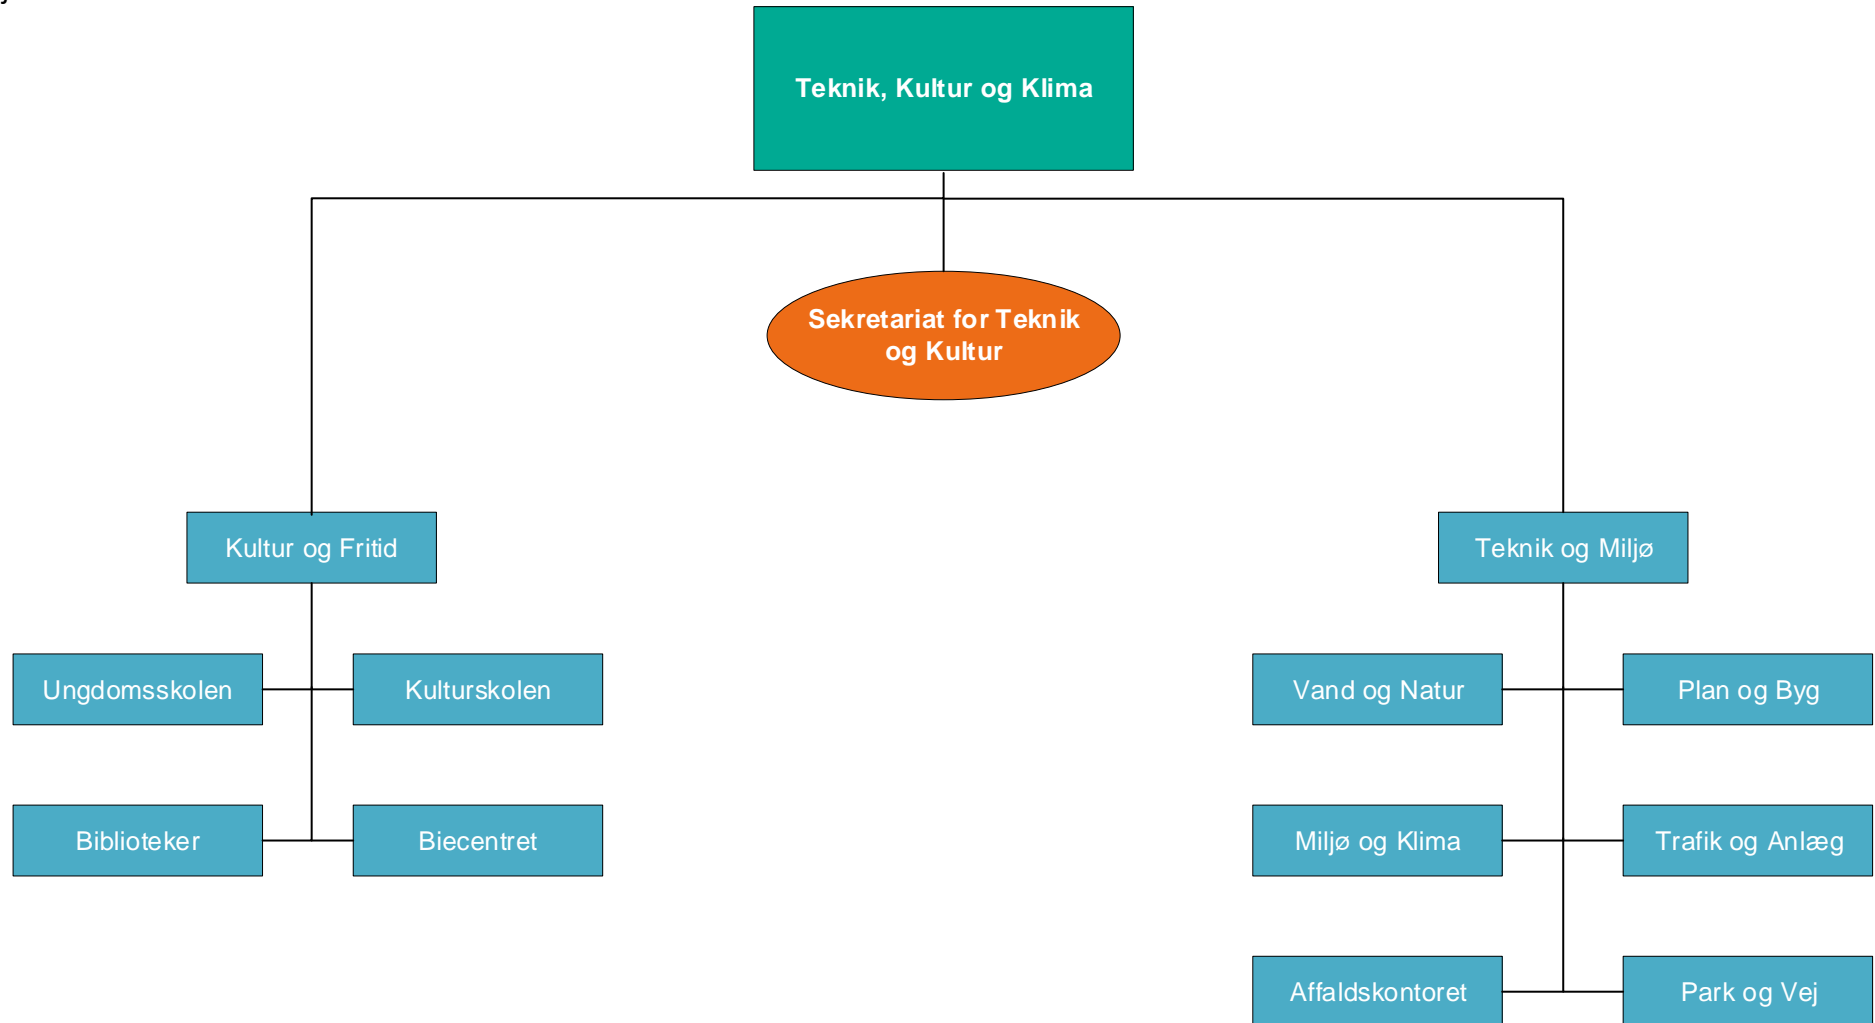 Teknik, Kultur og Klima
Sekretariat for Teknik
og Kultur
Kultur og Fritid
Teknik og Miljø
Ungdomsskolen
Kulturskolen
Vand og Natur
Plan og Byg
Biblioteker
Biecentret
Miljø og Klima
Trafik og Anlæg
Affaldskontoret
Park og Vej